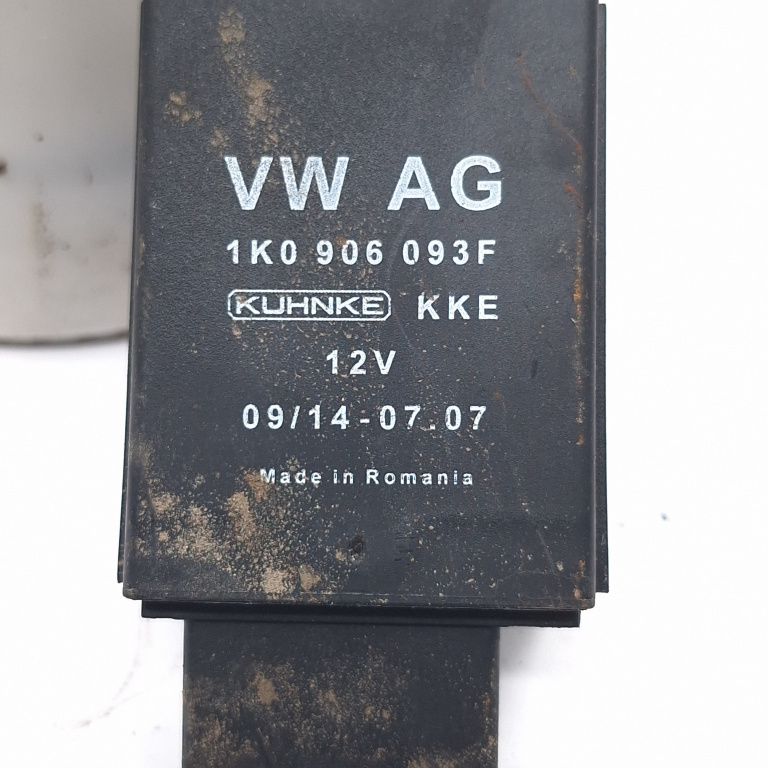 VW AG
1K0 906 093F
KUHNKE KKE
12V
09/14-07.07
Made in Romania